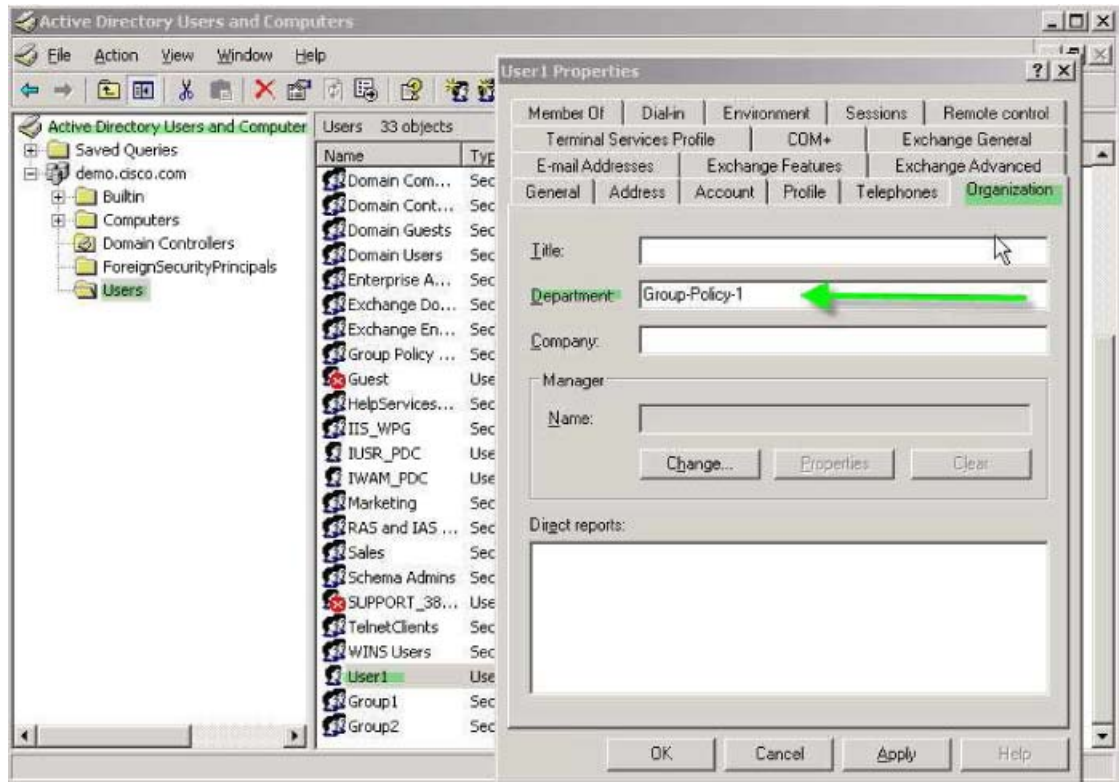 Active Directory Users and Computers
File Action View Window Help
Active Directory Users and Computer
Saved Queries
demo.cisco.com
Builtin
Computers
Domain Controllers
ForeignSecurityPrincipals
Users
Users 33 objects
Name Typ
Domain Com... Sec
Domain Cont... Sec
Domain Guests Sec
Domain Users Sec
Enterprise A... Sec
Exchange Do... Sec
Exchange En... Sec
Group Policy ... Sec
Guest Use
HelpServices... Sec
IIS_WPG Sec
IUSR_PDC Use
IWAM_PDC Use
Marketing Sec
RAS and IAS ... Sec
Sales Sec
Schema Admins Sec
SUPPORT_38... Use
TelnetClients Sec
WINS Users Sec
User1 Use
Group1 Sec
Group2 Sec
User1 Properties
Member Of Dial-in Environment Sessions Remote control
Terminal Services Profile COM+ Exchange General
E-mail Addresses Exchange Features Exchange Advanced
General Address Account Profile Telephones Organization
Title:
Department: Group-Policy-1
Company:
Manager
Name:
Change... Properties Clear
Direct reports:
OK Cancel Apply Help